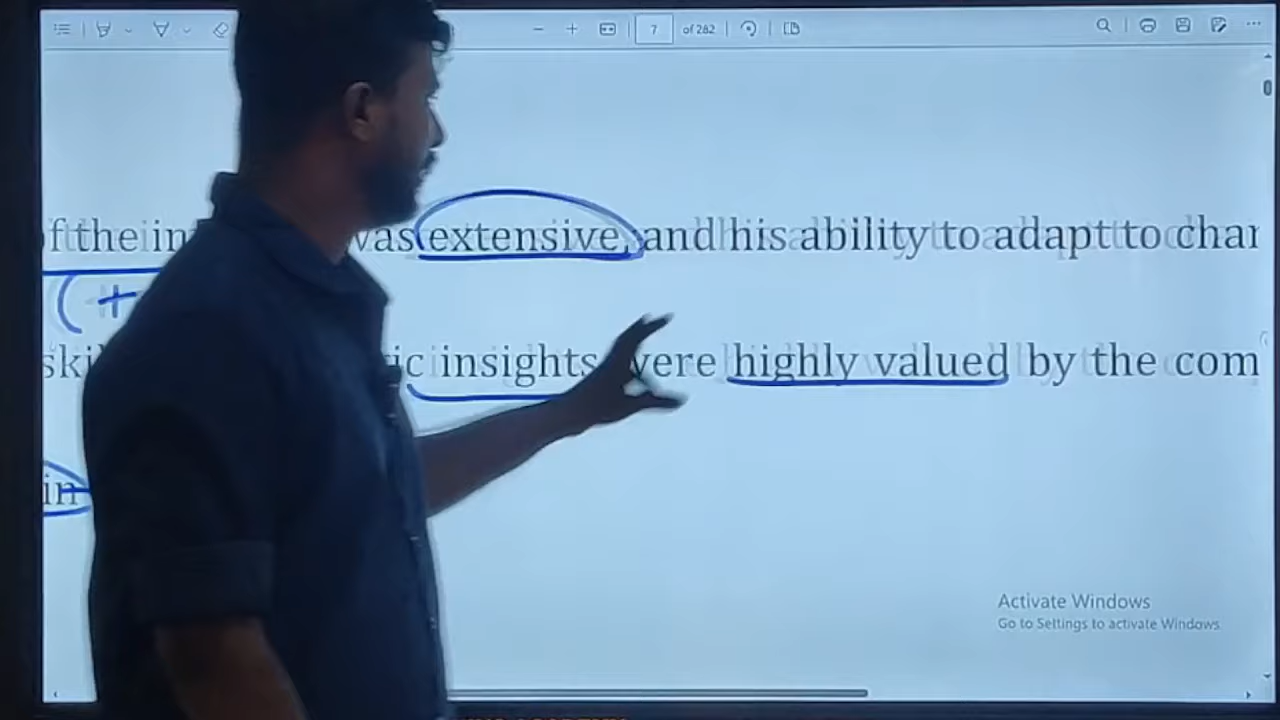 7 of 282
f the in was extensive, and his ability to adapt to char
(+
ski ic insights were highly valued by the com
in
Activate Windows
Go to Settings to activate Windows.